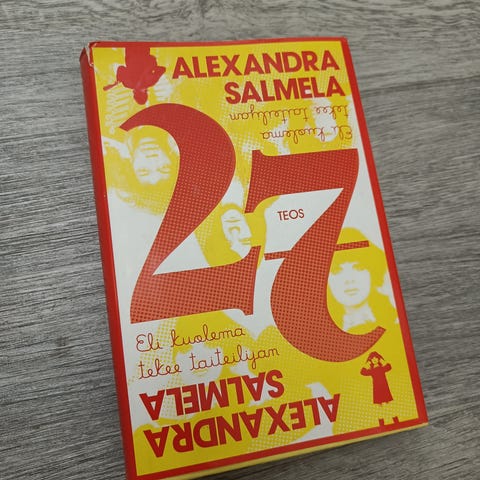 ALEXANDRA
SALMELA
Eli kuolema
tekee taiteilijan
27
TEOS
Eli kuolema
tekee taiteilijan
ALEXANDRA
SALMELA